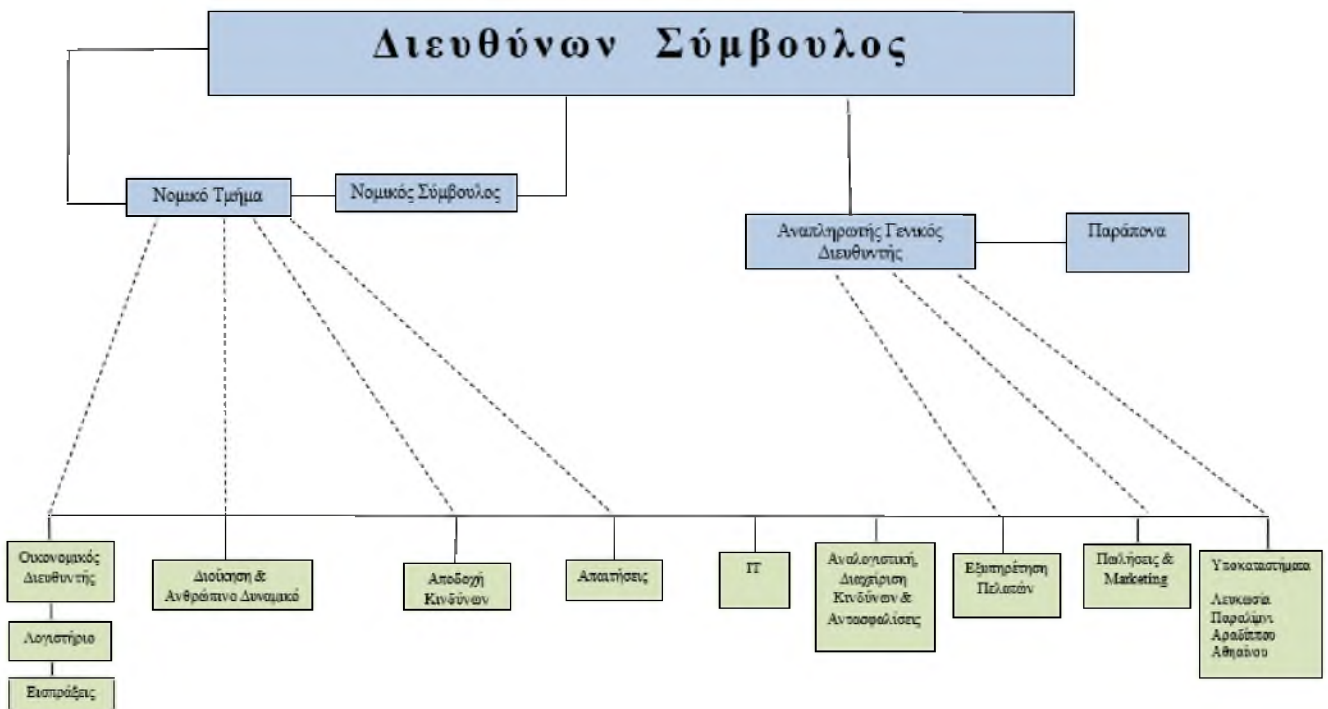 Διευθύνων Σύμβουλος
Νομικό Τμήμα
Νομικός Σύμβουλος
Αναπληρωτής Γενικός
Διευθυντής
Παράπονα
Οικονομικός
Διευθυντής
Λογιστήριο
Εισπράξεις
Διοίκηση &
Ανθρώπινο Δυναμικό
Αποδοχή
Κινδύνων
Απαιτήσεις
IT
Αναλογιστική,
Διαχείριση
Κινδύνων &
Αντασφαλίσεις
Εξυπηρέτηση
Πελατών
Πωλήσεις &
Marketing
Υποκαταστήματα
Λευκωσία
Παραλίμνι
Αραδίππου
Αθηαίνου